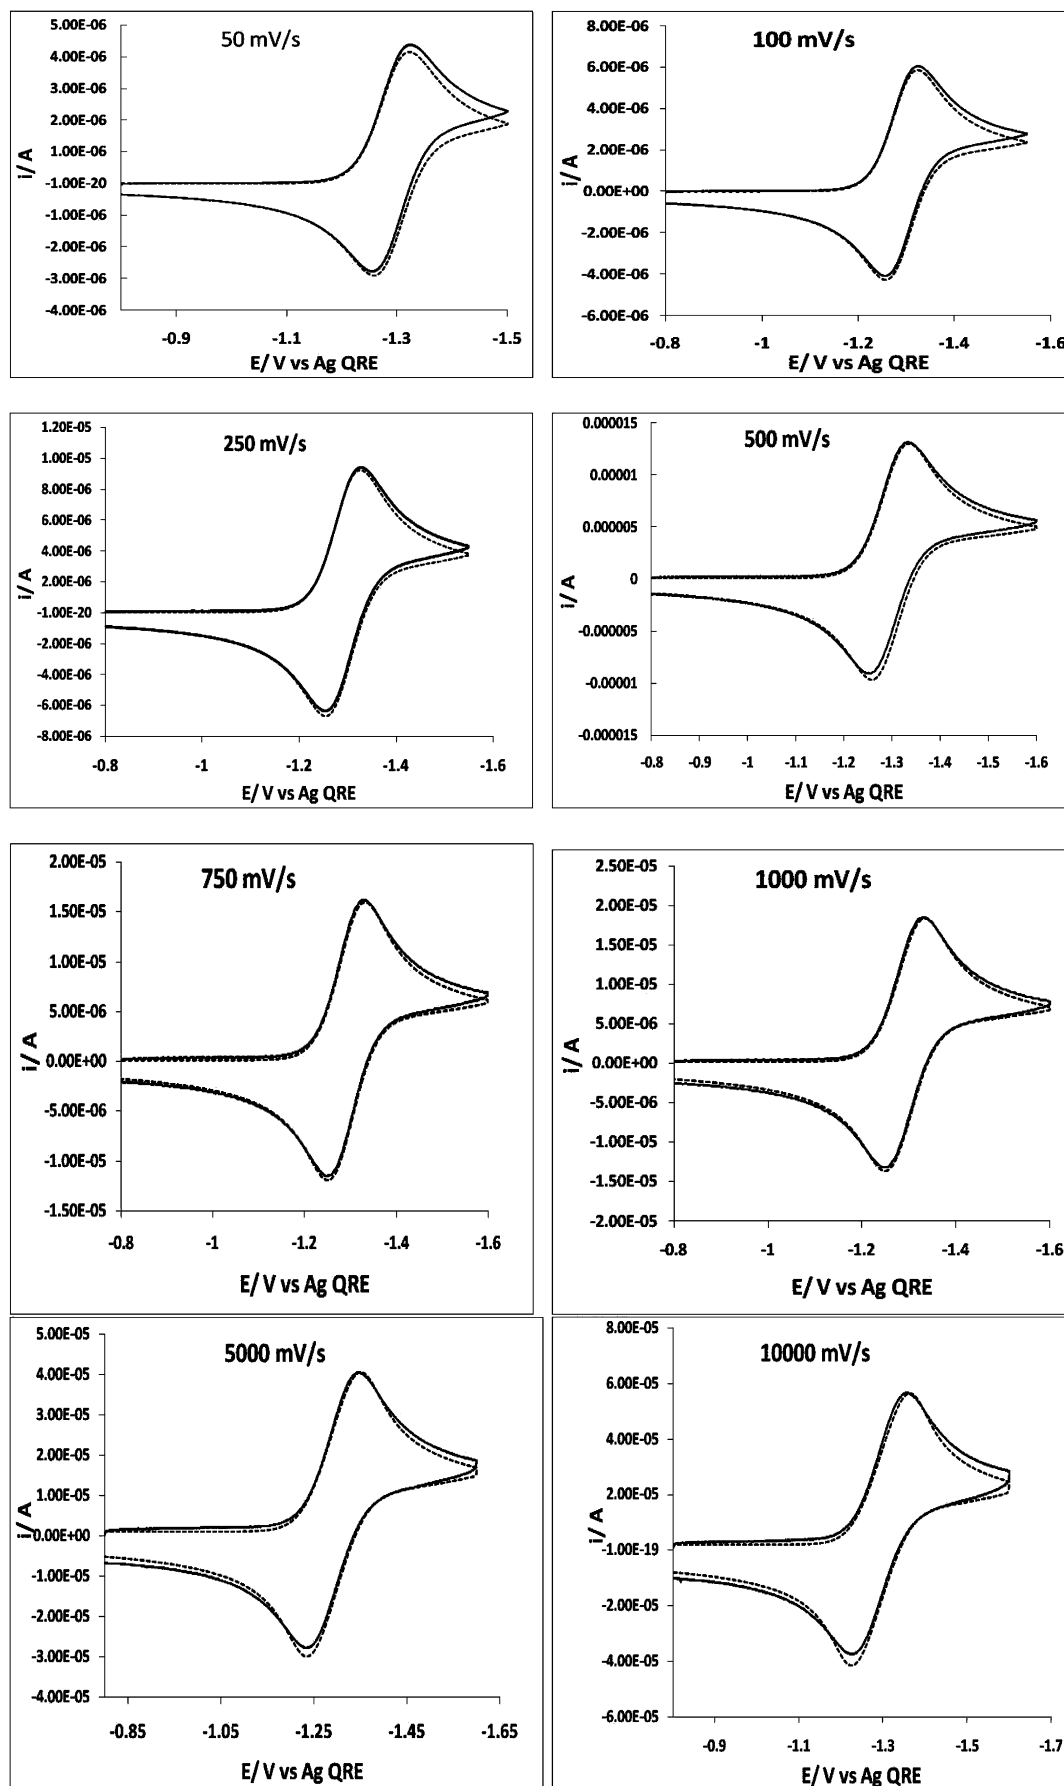 50 mV/s
5.00E-06
4.00E-06
3.00E-06
2.00E-06
1.00E-06
-1.00E-20
-1.00E-06
-2.00E-06
-3.00E-06
-4.00E-06
i/ A
-0.9 -1.1 -1.3 -1.5
E/ V vs Ag QRE
100 mV/s
8.00E-06
6.00E-06
4.00E-06
2.00E-06
0.00E+00
-2.00E-06
-4.00E-06
-6.00E-06
i/ A
-0.8 -1 -1.2 -1.4 -1.6
E/ V vs Ag QRE
250 mV/s
1.20E-05
1.00E-05
8.00E-06
6.00E-06
4.00E-06
2.00E-06
-1.00E-20
-2.00E-06
-4.00E-06
-6.00E-06
-8.00E-06
i/ A
-0.8 -1 -1.2 -1.4 -1.6
E/ V vs Ag QRE
500 mV/s
0.000015
0.00001
0.000005
0
-0.000005
-0.00001
-0.000015
i/ A
-0.8 -0.9 -1 -1.1 -1.2 -1.3 -1.4 -1.5 -1.6
E/ V vs Ag QRE
750 mV/s
2.00E-05
1.50E-05
1.00E-05
5.00E-06
0.00E+00
-5.00E-06
-1.00E-05
-1.50E-05
i/ A
-0.8 -1 -1.2 -1.4 -1.6
E/ V vs Ag QRE
1000 mV/s
2.50E-05
2.00E-05
1.50E-05
1.00E-05
5.00E-06
0.00E+00
-5.00E-06
-1.00E-05
-1.50E-05
-2.00E-05
i/ A
-0.8 -1 -1.2 -1.4 -1.6
E/ V vs Ag QRE
5000 mV/s
5.00E-05
4.00E-05
3.00E-05
2.00E-05
1.00E-05
0.00E+00
-1.00E-05
-2.00E-05
-3.00E-05
-4.00E-05
i/ A
-0.85 -1.05 -1.25 -1.45 -1.65
E/ V vs Ag QRE
10000 mV/s
8.00E-05
6.00E-05
4.00E-05
2.00E-05
-1.00E-19
-2.00E-05
-4.00E-05
-6.00E-05
i/ A
-0.9 -1.1 -1.3 -1.5 -1.7
E/ V vs Ag QRE